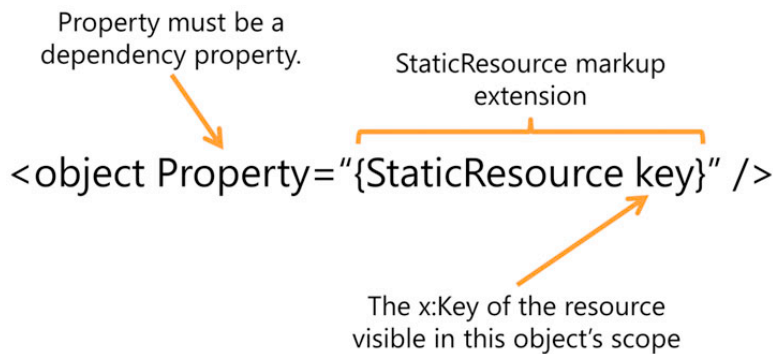 Property must be a
dependency property.
StaticResource markup
extension
<object Property=“{StaticResource key}” />
The x:Key of the resource
visible in this object’s scope